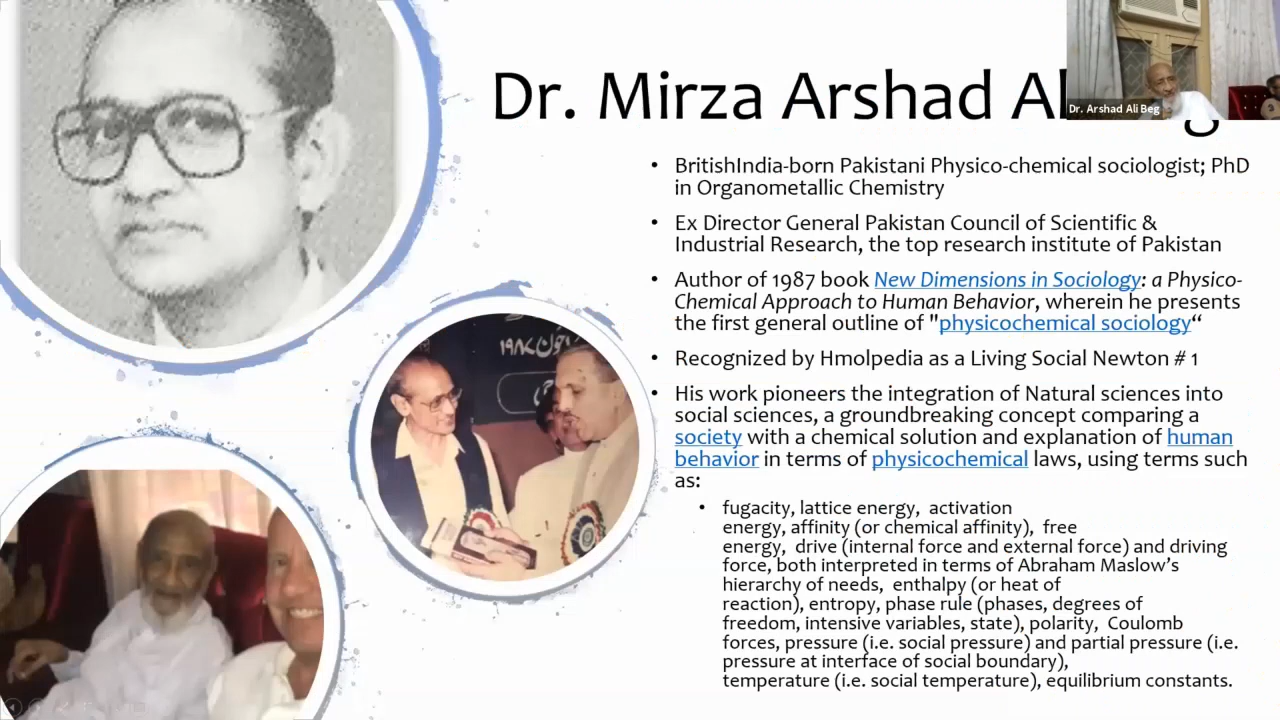 Dr. Mirza Arshad Al
Dr. Arshad Ali Beg
• BritishIndia-born Pakistani Physico-chemical sociologist; PhD
in Organometallic Chemistry
• Ex Director General Pakistan Council of Scientific &
Industrial Research, the top research institute of Pakistan
• Author of 1987 book New Dimensions in Sociology: a Physico-
Chemical Approach to Human Behavior, wherein he presents
the first general outline of "physicochemical sociology“
• Recognized by Hmolpedia as a Living Social Newton # 1
• His work pioneers the integration of Natural sciences into
social sciences, a groundbreaking concept comparing a
society with a chemical solution and explanation of human
behavior in terms of physicochemical laws, using terms such
as:
• fugacity, lattice energy, activation
energy, affinity (or chemical affinity), free
energy, drive (internal force and external force) and driving
force, both interpreted in terms of Abraham Maslow’s
hierarchy of needs, enthalpy (or heat of
reaction), entropy, phase rule (phases, degrees of
freedom, intensive variables, state), polarity, Coulomb
forces, pressure (i.e. social pressure) and partial pressure (i.e.
pressure at interface of social boundary),
temperature (i.e. social temperature), equilibrium constants.